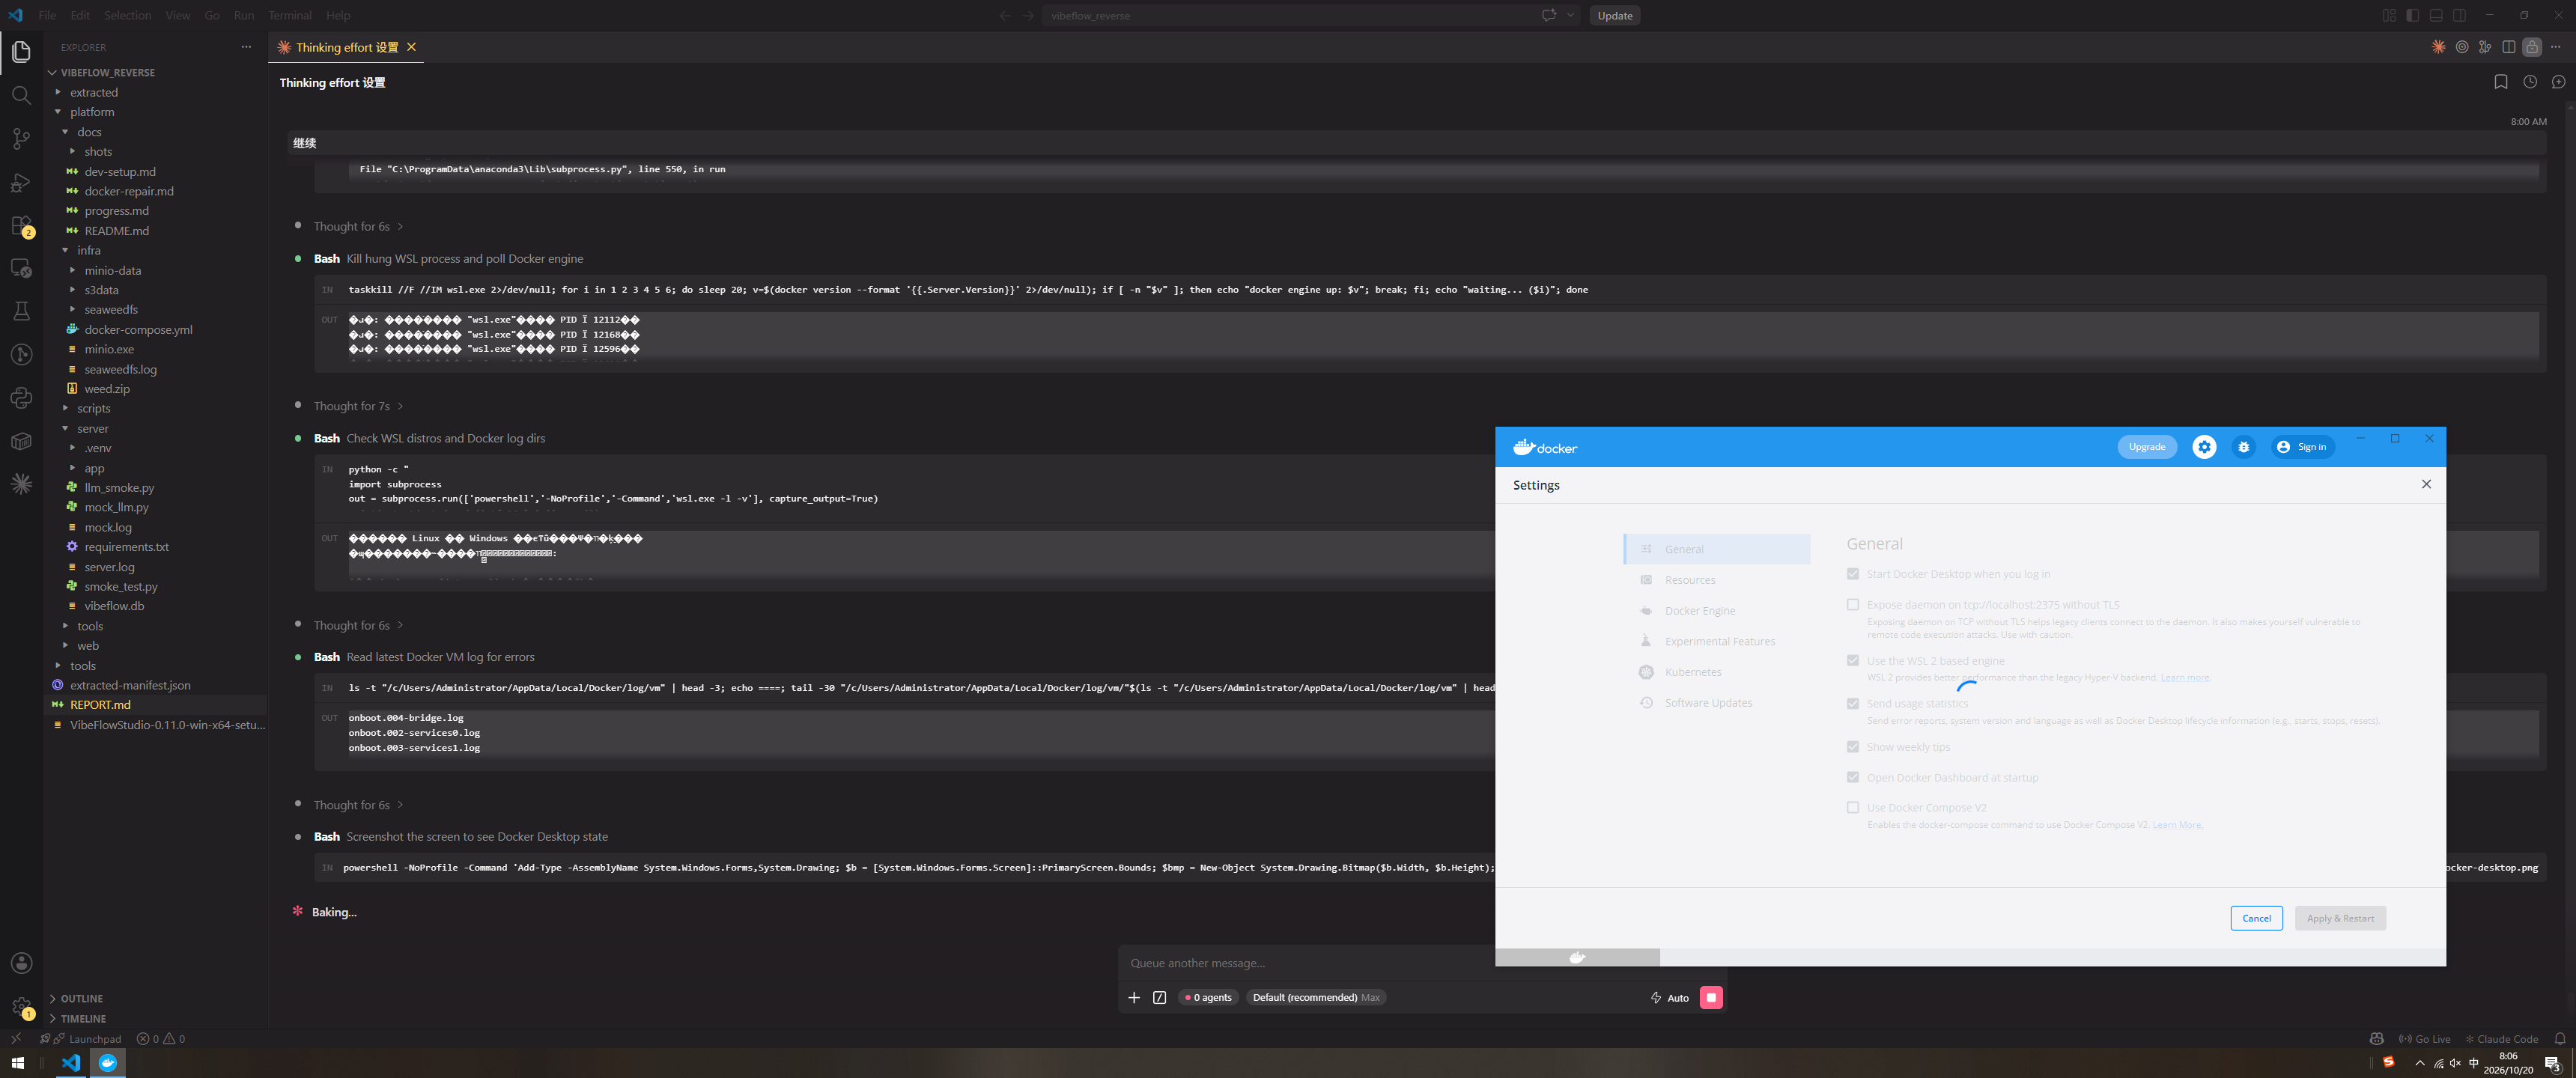 File Edit Selection View Go Run Terminal Help
vibeflow_reverse
Update
EXPLORER
VIBEFLOW_REVERSE
extracted
platform
docs
shots
dev-setup.md
docker-repair.md
progress.md
README.md
infra
minio-data
s3data
seaweedfs
docker-compose.yml
minio.exe
seaweedfs.log
weed.zip
scripts
server
.venv
app
llm_smoke.py
mock_llm.py
mock.log
requirements.txt
server.log
smoke_test.py
vibeflow.db
tools
web
tools
extracted-manifest.json
REPORT.md
VibeFlowStudio-0.11.0-win-x64-setu...
OUTLINE
TIMELINE
2
1
Thinking effort 设置
Thinking effort 设置
8:00 AM
继续
File "C:\ProgramData\anaconda3\Lib\subprocess.py", line 550, in run
Thought for 6s
Bash Kill hung WSL process and poll Docker engine
IN taskkill //F //IM wsl.exe 2>/dev/null; for i in 1 2 3 4 5 6; do sleep 20; v=$(docker version --format '{{.Server.Version}}' 2>/dev/null); if [ -n "$v" ]; then echo "docker engine up: $v"; break; fi; echo "waiting... ($i)"; done
OUT "wsl.exe" PID 12112
"wsl.exe" PID 12168
"wsl.exe" PID 12596
Thought for 7s
Bash Check WSL distros and Docker log dirs
IN python -c "
import subprocess
out = subprocess.run(['powershell','-NoProfile','-Command','wsl.exe -l -v'], capture_output=True)
OUT Linux Windows
Thought for 6s
Bash Read latest Docker VM log for errors
IN ls -t "/c/Users/Administrator/AppData/Local/Docker/log/vm" | head -3; echo ====; tail -30 "/c/Users/Administrator/AppData/Local/Docker/log/vm/"$(ls -t "/c/Users/Administrator/AppData/Local/Docker/log/vm" | head
OUT onboot.004-bridge.log
onboot.002-services0.log
onboot.003-services1.log
Thought for 6s
Bash Screenshot the screen to see Docker Desktop state
IN powershell -NoProfile -Command 'Add-Type -AssemblyName System.Windows.Forms,System.Drawing; $b = [System.Windows.Forms.Screen]::PrimaryScreen.Bounds; $bmp = New-Object System.Drawing.Bitmap($b.Width, $b.Height);
ocker-desktop.png
Baking...
Queue another message...
0 agents
Default (recommended) Max
Auto
docker
Upgrade
Sign in
Settings
General
Resources
Docker Engine
Experimental Features
Kubernetes
Software Updates
General
Start Docker Desktop when you log in
Expose daemon on tcp://localhost:2375 without TLS
Exposing daemon on TCP without TLS helps legacy clients connect to the daemon. It also makes yourself vulnerable to
remote code execution attacks. Use with caution.
Use the WSL 2 based engine
WSL 2 provides better performance than the legacy Hyper-V backend. Learn more.
Send usage statistics
Send error reports, system version and language as well as Docker Desktop lifecycle information (e.g., starts, stops, resets).
Show weekly tips
Open Docker Dashboard at startup
Use Docker Compose V2
Enables the docker-compose command to use Docker Compose V2. Learn More.
Cancel
Apply & Restart
Launchpad
0 0
Go Live
Claude Code
中
8:06
2026/10/20
3